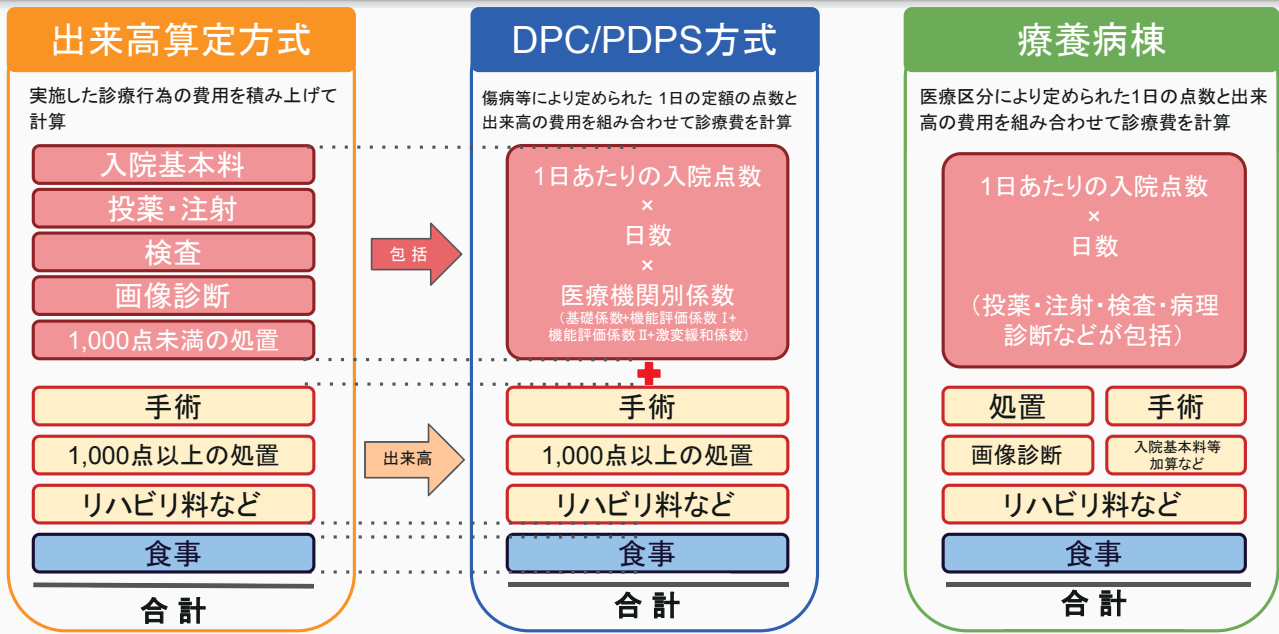 出来高算定方式
実施した診療行為の費用を積み上げて
計算
入院基本料
投薬・注射
検査
画像診断
1,000点未満の処置
手術
1,000点以上の処置
リハビリ料など
食事
合計
包括
出来高
DPC/PDPS方式
傷病等により定められた 1日の定額の点数と
出来高の費用を組み合わせて診療費を計算
1日あたりの入院点数
×
日数
×
医療機関別係数
（基礎係数+機能評価係数Ⅰ+
機能評価係数Ⅱ+激変緩和係数）
手術
1,000点以上の処置
リハビリ料など
食事
合計
療養病棟
医療区分により定められた1日の点数と出来
高の費用を組み合わせて診療費を計算
1日あたりの入院点数
×
日数
（投薬・注射・検査・病理
診断などが包括）
処置
手術
画像診断
入院基本料等
加算など
リハビリ料など
食事
合計